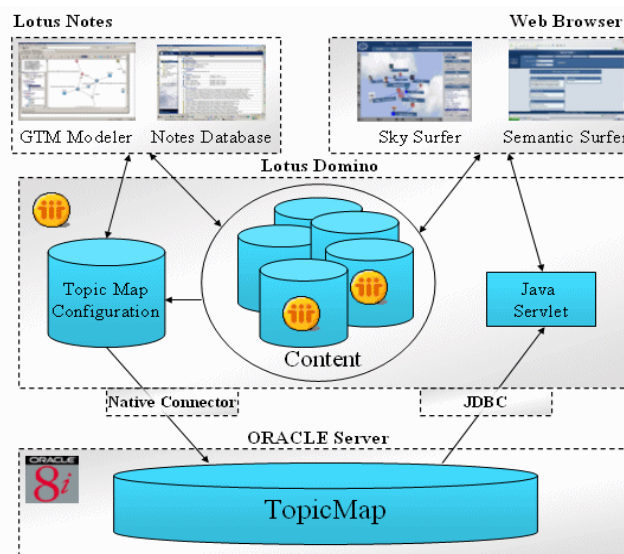 Lotus Notes
Web Browser
GTM Modeler
Notes Database
Sky Surfer
Semantic Surfer
Lotus Domino
Topic Map
Configuration
Content
Java
Servlet
Native Connector
JDBC
ORACLE Server
ORACLE
8i
TopicMap